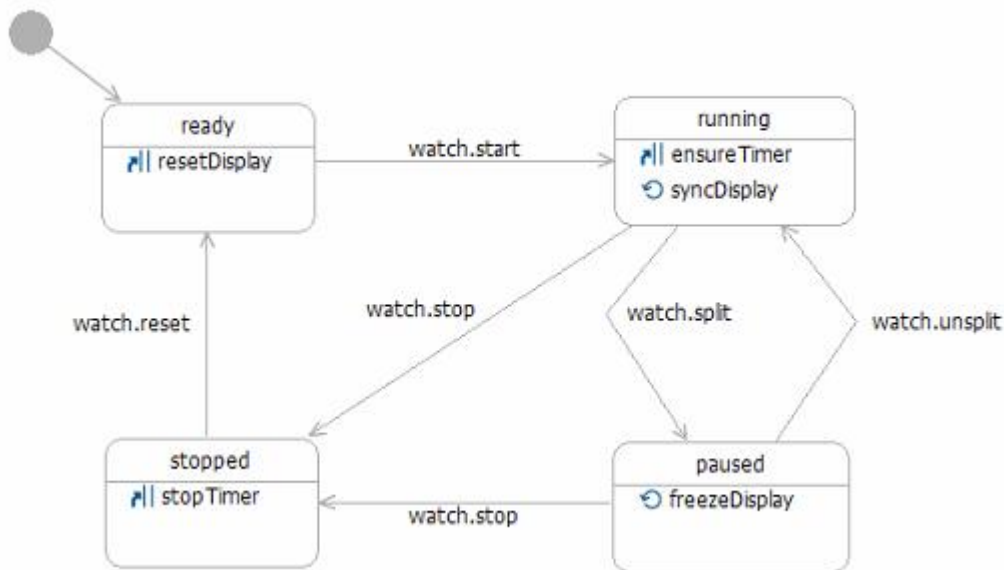 ready
resetDisplay
watch.start
running
ensureTimer
syncDisplay
watch.reset
watch.stop
watch.split
watch.unsplit
stopped
stopTimer
watch.stop
paused
freezeDisplay